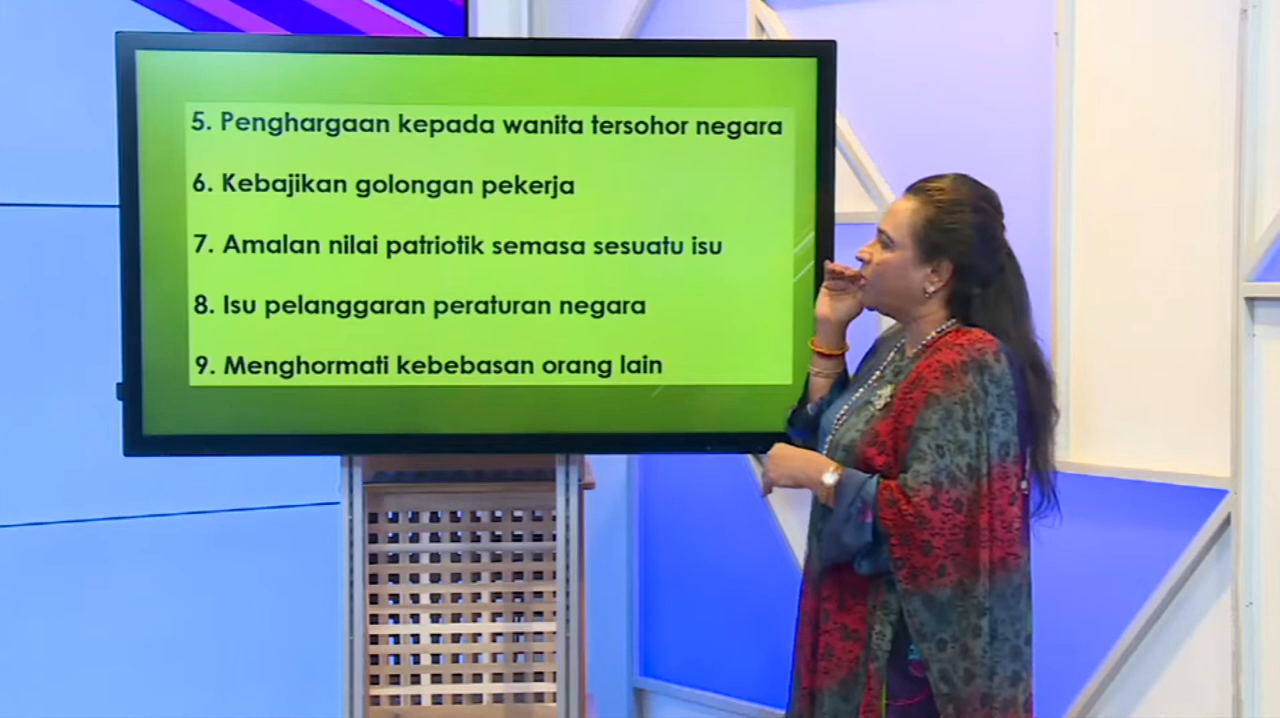 5. Penghargaan kepada wanita tersohor negara
6. Kebajikan golongan pekerja
7. Amalan nilai patriotik semasa sesuatu isu
8. Isu pelanggaran peraturan negara
9. Menghormati kebebasan orang lain